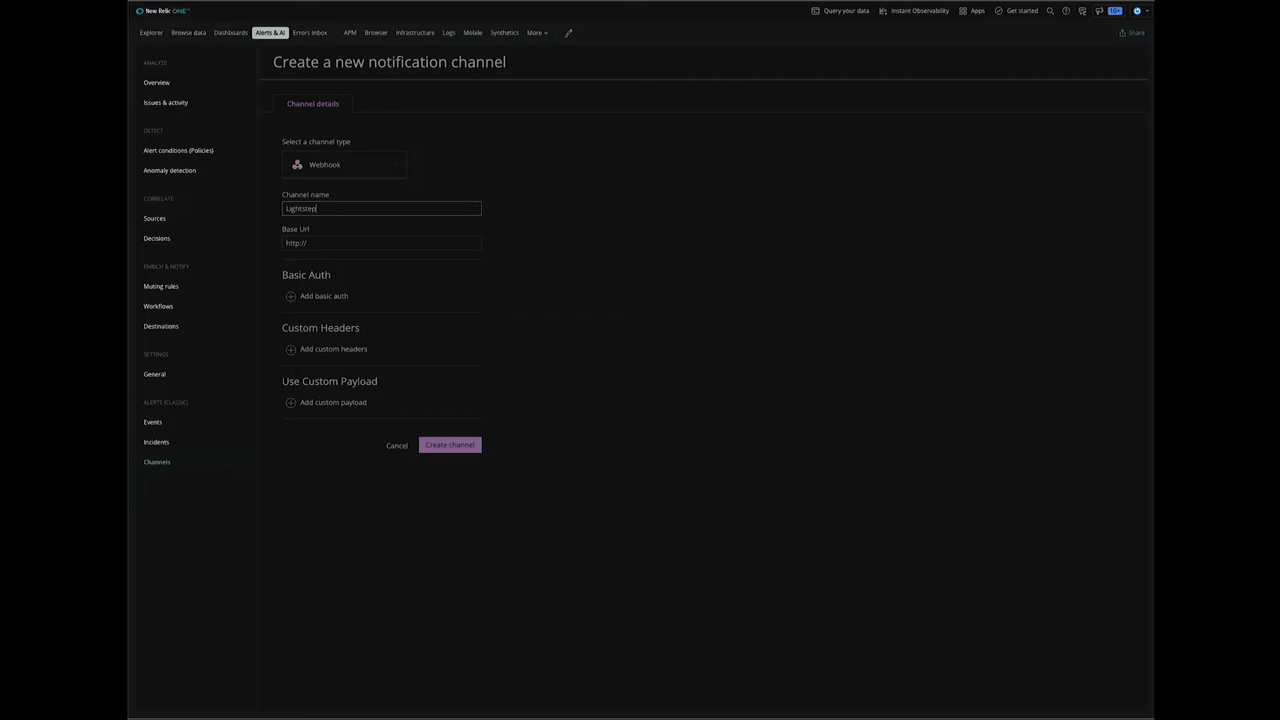 New Relic ONE™
Query your data
Instant Observability
Apps
Get started
10+
Explorer
Browse data
Dashboards
Alerts & AI
Errors inbox
APM
Browser
Infrastructure
Logs
Mobile
Synthetics
More
Share
ANALYZE
Overview
Issues & activity
DETECT
Alert conditions (Policies)
Anomaly detection
CORRELATE
Sources
Decisions
ENRICH & NOTIFY
Muting rules
Workflows
Destinations
SETTINGS
General
ALERTS (CLASSIC)
Events
Incidents
Channels
Create a new notification channel
Channel details
Select a channel type
Webhook
Channel name
Lightstep
Base Url
http://
Basic Auth
Add basic auth
Custom Headers
Add custom headers
Use Custom Payload
Add custom payload
Cancel
Create channel